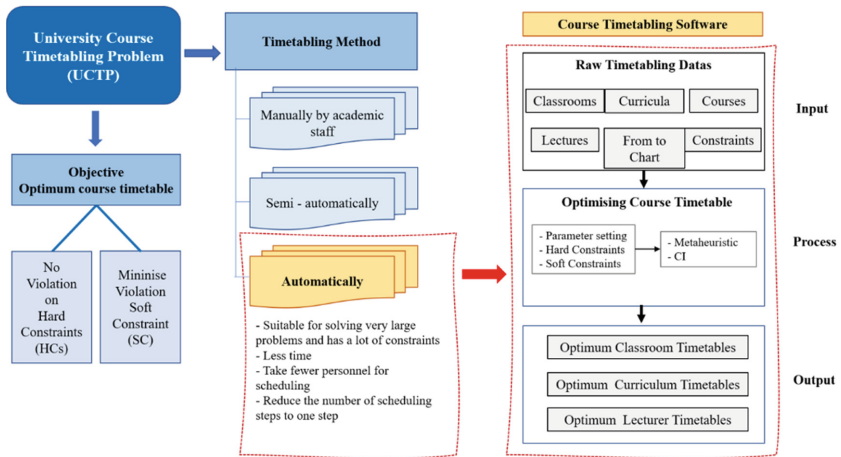 University Course
Timetabling Problem
(UCTP)
Objective
Optimum course timetable
No
Violation
on
Hard
Constraints
(HCs)
Mininise
Violation
Soft
Constraint
(SC)
Timetabling Method
Manually by academic
staff
Semi - automatically
Automatically
- Suitable for solving very large
problems and has a lot of constraints
- Less time
- Take fewer personnel for
scheduling
- Reduce the number of scheduling
steps to one step
Course Timetabling Software
Raw Timetabling Datas
Classrooms
Curricula
Courses
Lectures
From to
Chart
Constraints
Input
Optimising Course Timetable
- Parameter setting
- Hard Constraints
- Soft Constraints
- Metaheuristic
- CI
Process
Optimum Classroom Timetables
Optimum Curriculum Timetables
Optimum Lecturer Timetables
Output